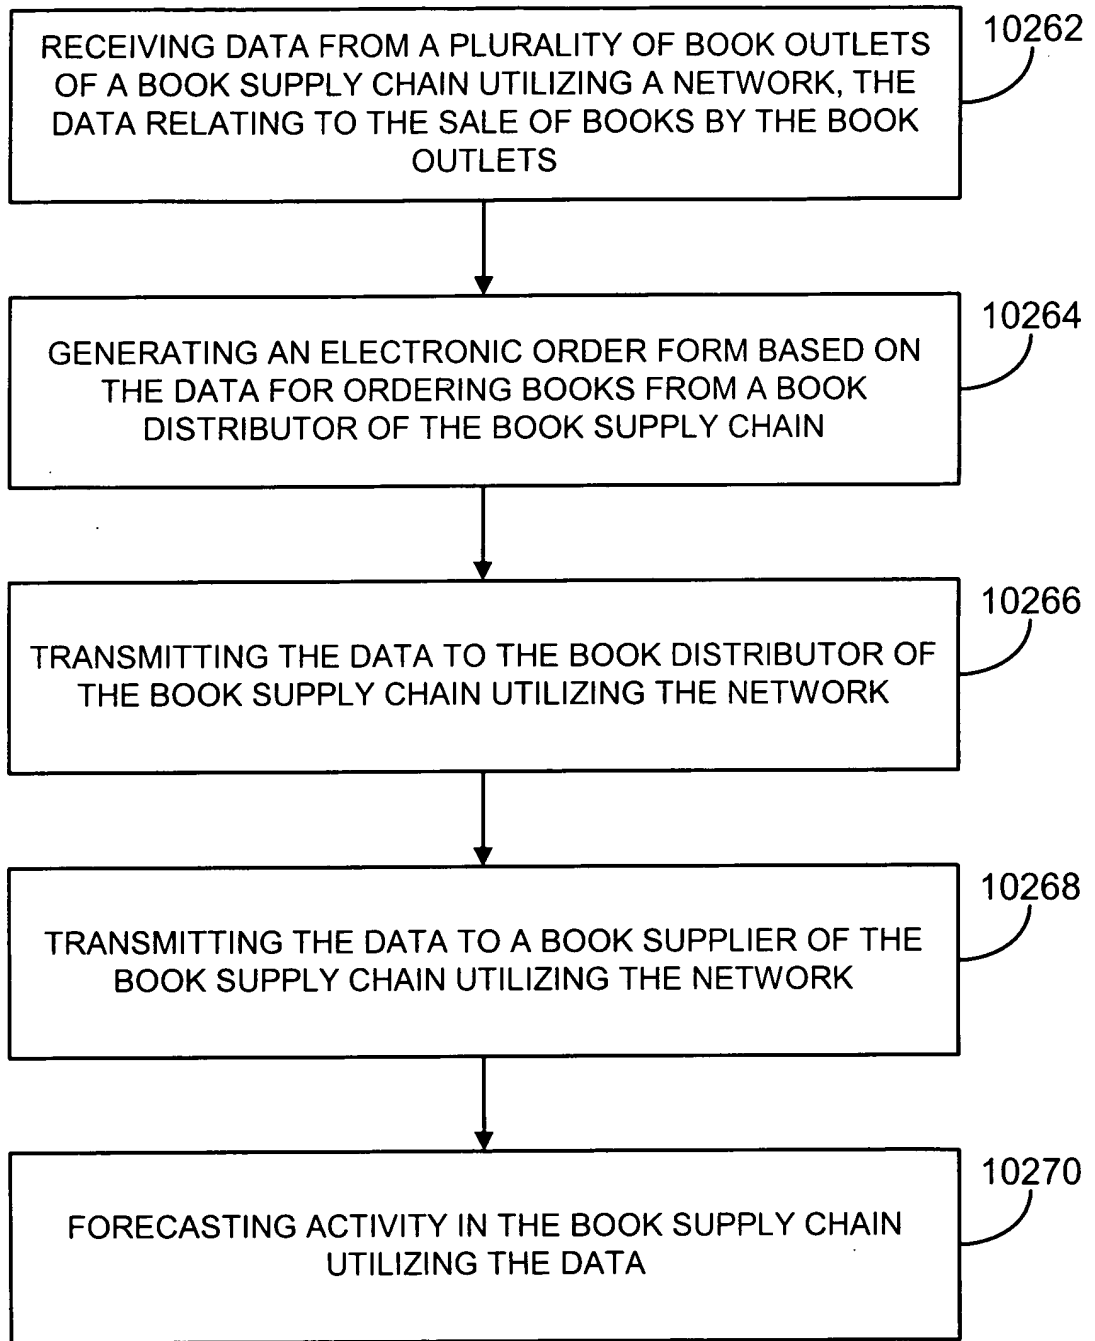 RECEIVING DATA FROM A PLURALITY OF BOOK OUTLETS
OF A BOOK SUPPLY CHAIN UTILIZING A NETWORK, THE
DATA RELATING TO THE SALE OF BOOKS BY THE BOOK
OUTLETS
10262
GENERATING AN ELECTRONIC ORDER FORM BASED ON
THE DATA FOR ORDERING BOOKS FROM A BOOK
DISTRIBUTOR OF THE BOOK SUPPLY CHAIN
10264
TRANSMITTING THE DATA TO THE BOOK DISTRIBUTOR OF
THE BOOK SUPPLY CHAIN UTILIZING THE NETWORK
10266
TRANSMITTING THE DATA TO A BOOK SUPPLIER OF THE
BOOK SUPPLY CHAIN UTILIZING THE NETWORK
10268
FORECASTING ACTIVITY IN THE BOOK SUPPLY CHAIN
UTILIZING THE DATA
10270